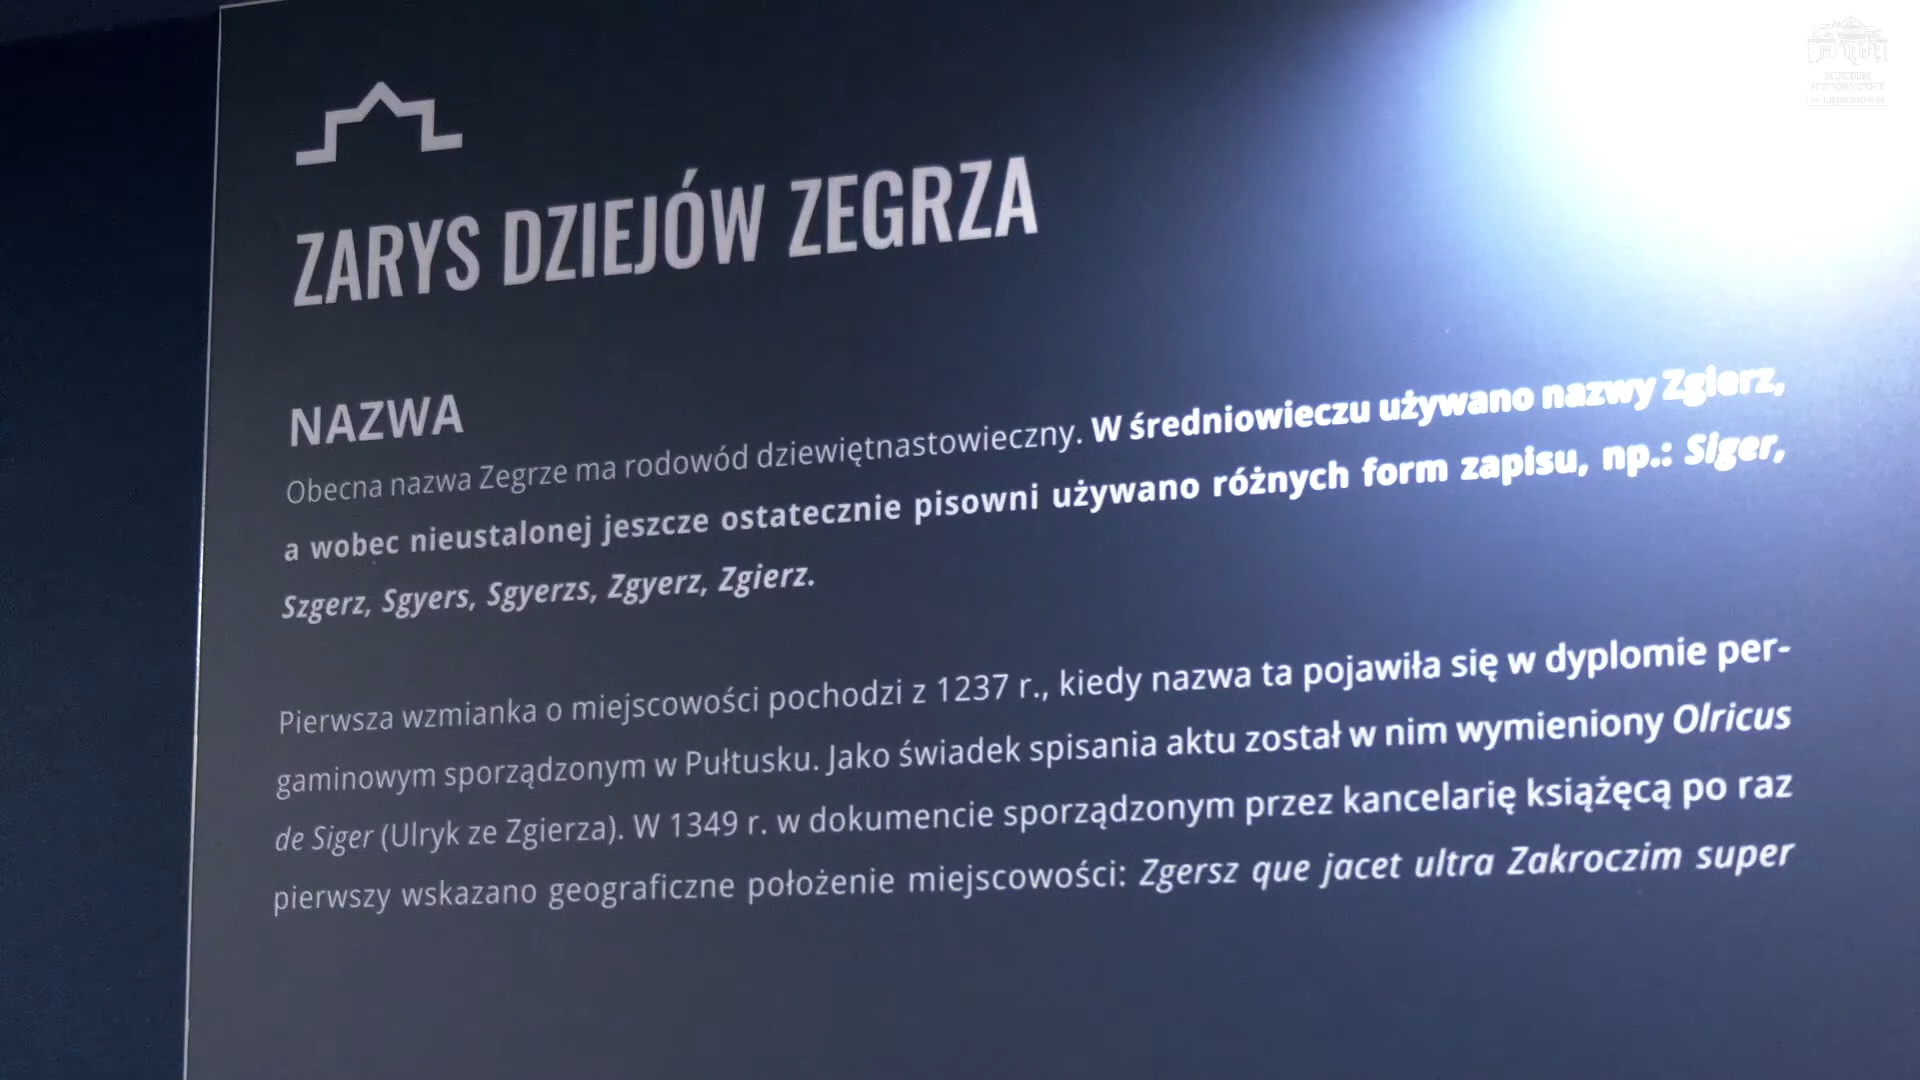 ZARYS DZIEJÓW ZEGRZA
NAZWA
Obecna nazwa Zegrze ma rodowód dziewiętnastowieczny. W średniowieczu używano nazwy Zgierz,
a wobec nieustalonej jeszcze ostatecznie pisowni używano różnych form zapisu, np.: Siger,
Szgerz, Sgyers, Sgyerzs, Zgyerz, Zgierz.
Pierwsza wzmianka o miejscowości pochodzi z 1237 r., kiedy nazwa ta pojawiła się w dyplomie per-
gaminowym sporządzonym w Pułtusku. Jako świadek spisania aktu został w nim wymieniony Olricus
de Siger (Ulryk ze Zgierza). W 1349 r. w dokumencie sporządzonym przez kancelarię książęcą po raz
pierwszy wskazano geograficzne położenie miejscowości: Zgersz que jacet ultra Zakroczim super
MUZEUM
HISTORYCZNE
W LEGIONOWIE